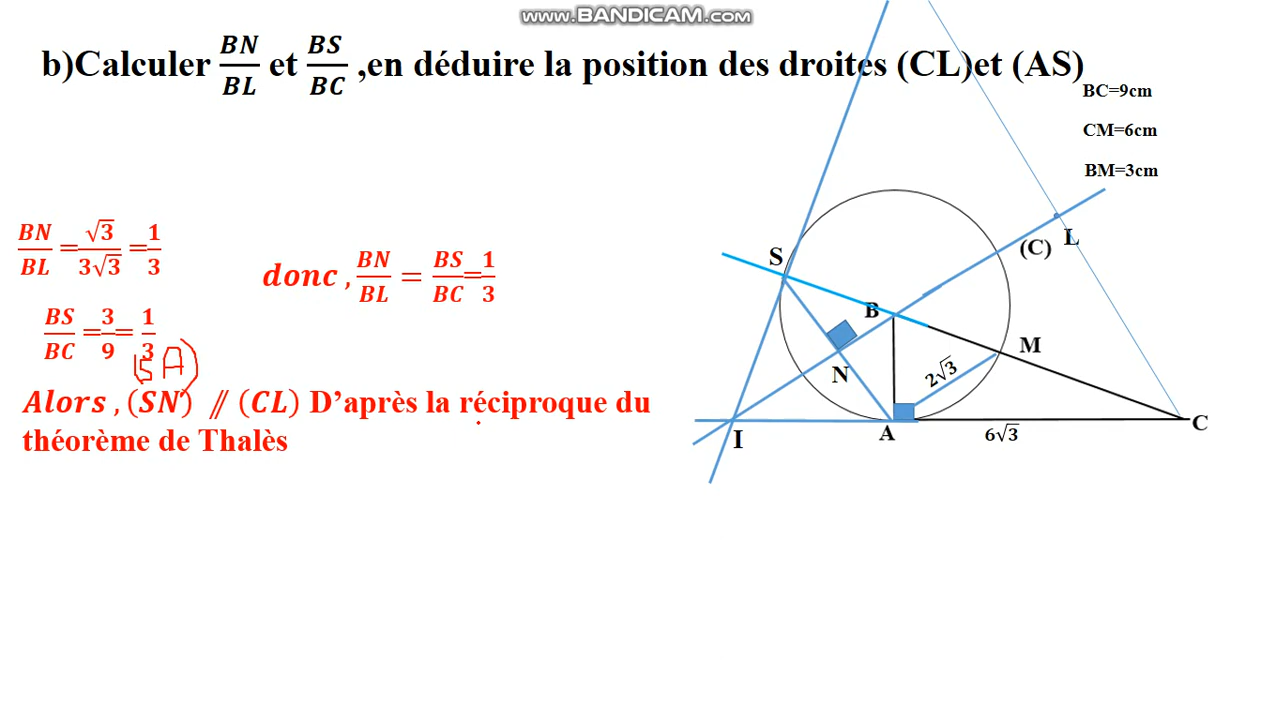 www.BANDICAM.com
b)Calculer BN/BL et BS/BC ,en déduire la position des droites (CL)et (AS)
BC=9cm
CM=6cm
BM=3cm
BN/BL =√3/3√3 =1/3
BS/BC =3/9= 1/3
donc , BN/BL = BS/BC=1/3
(SA)
Alors , (SN) ∥ (CL) D’après la réciproque du
théorème de Thalès
S
B
(C)
L
M
N
2√3
I
A
6√3
C